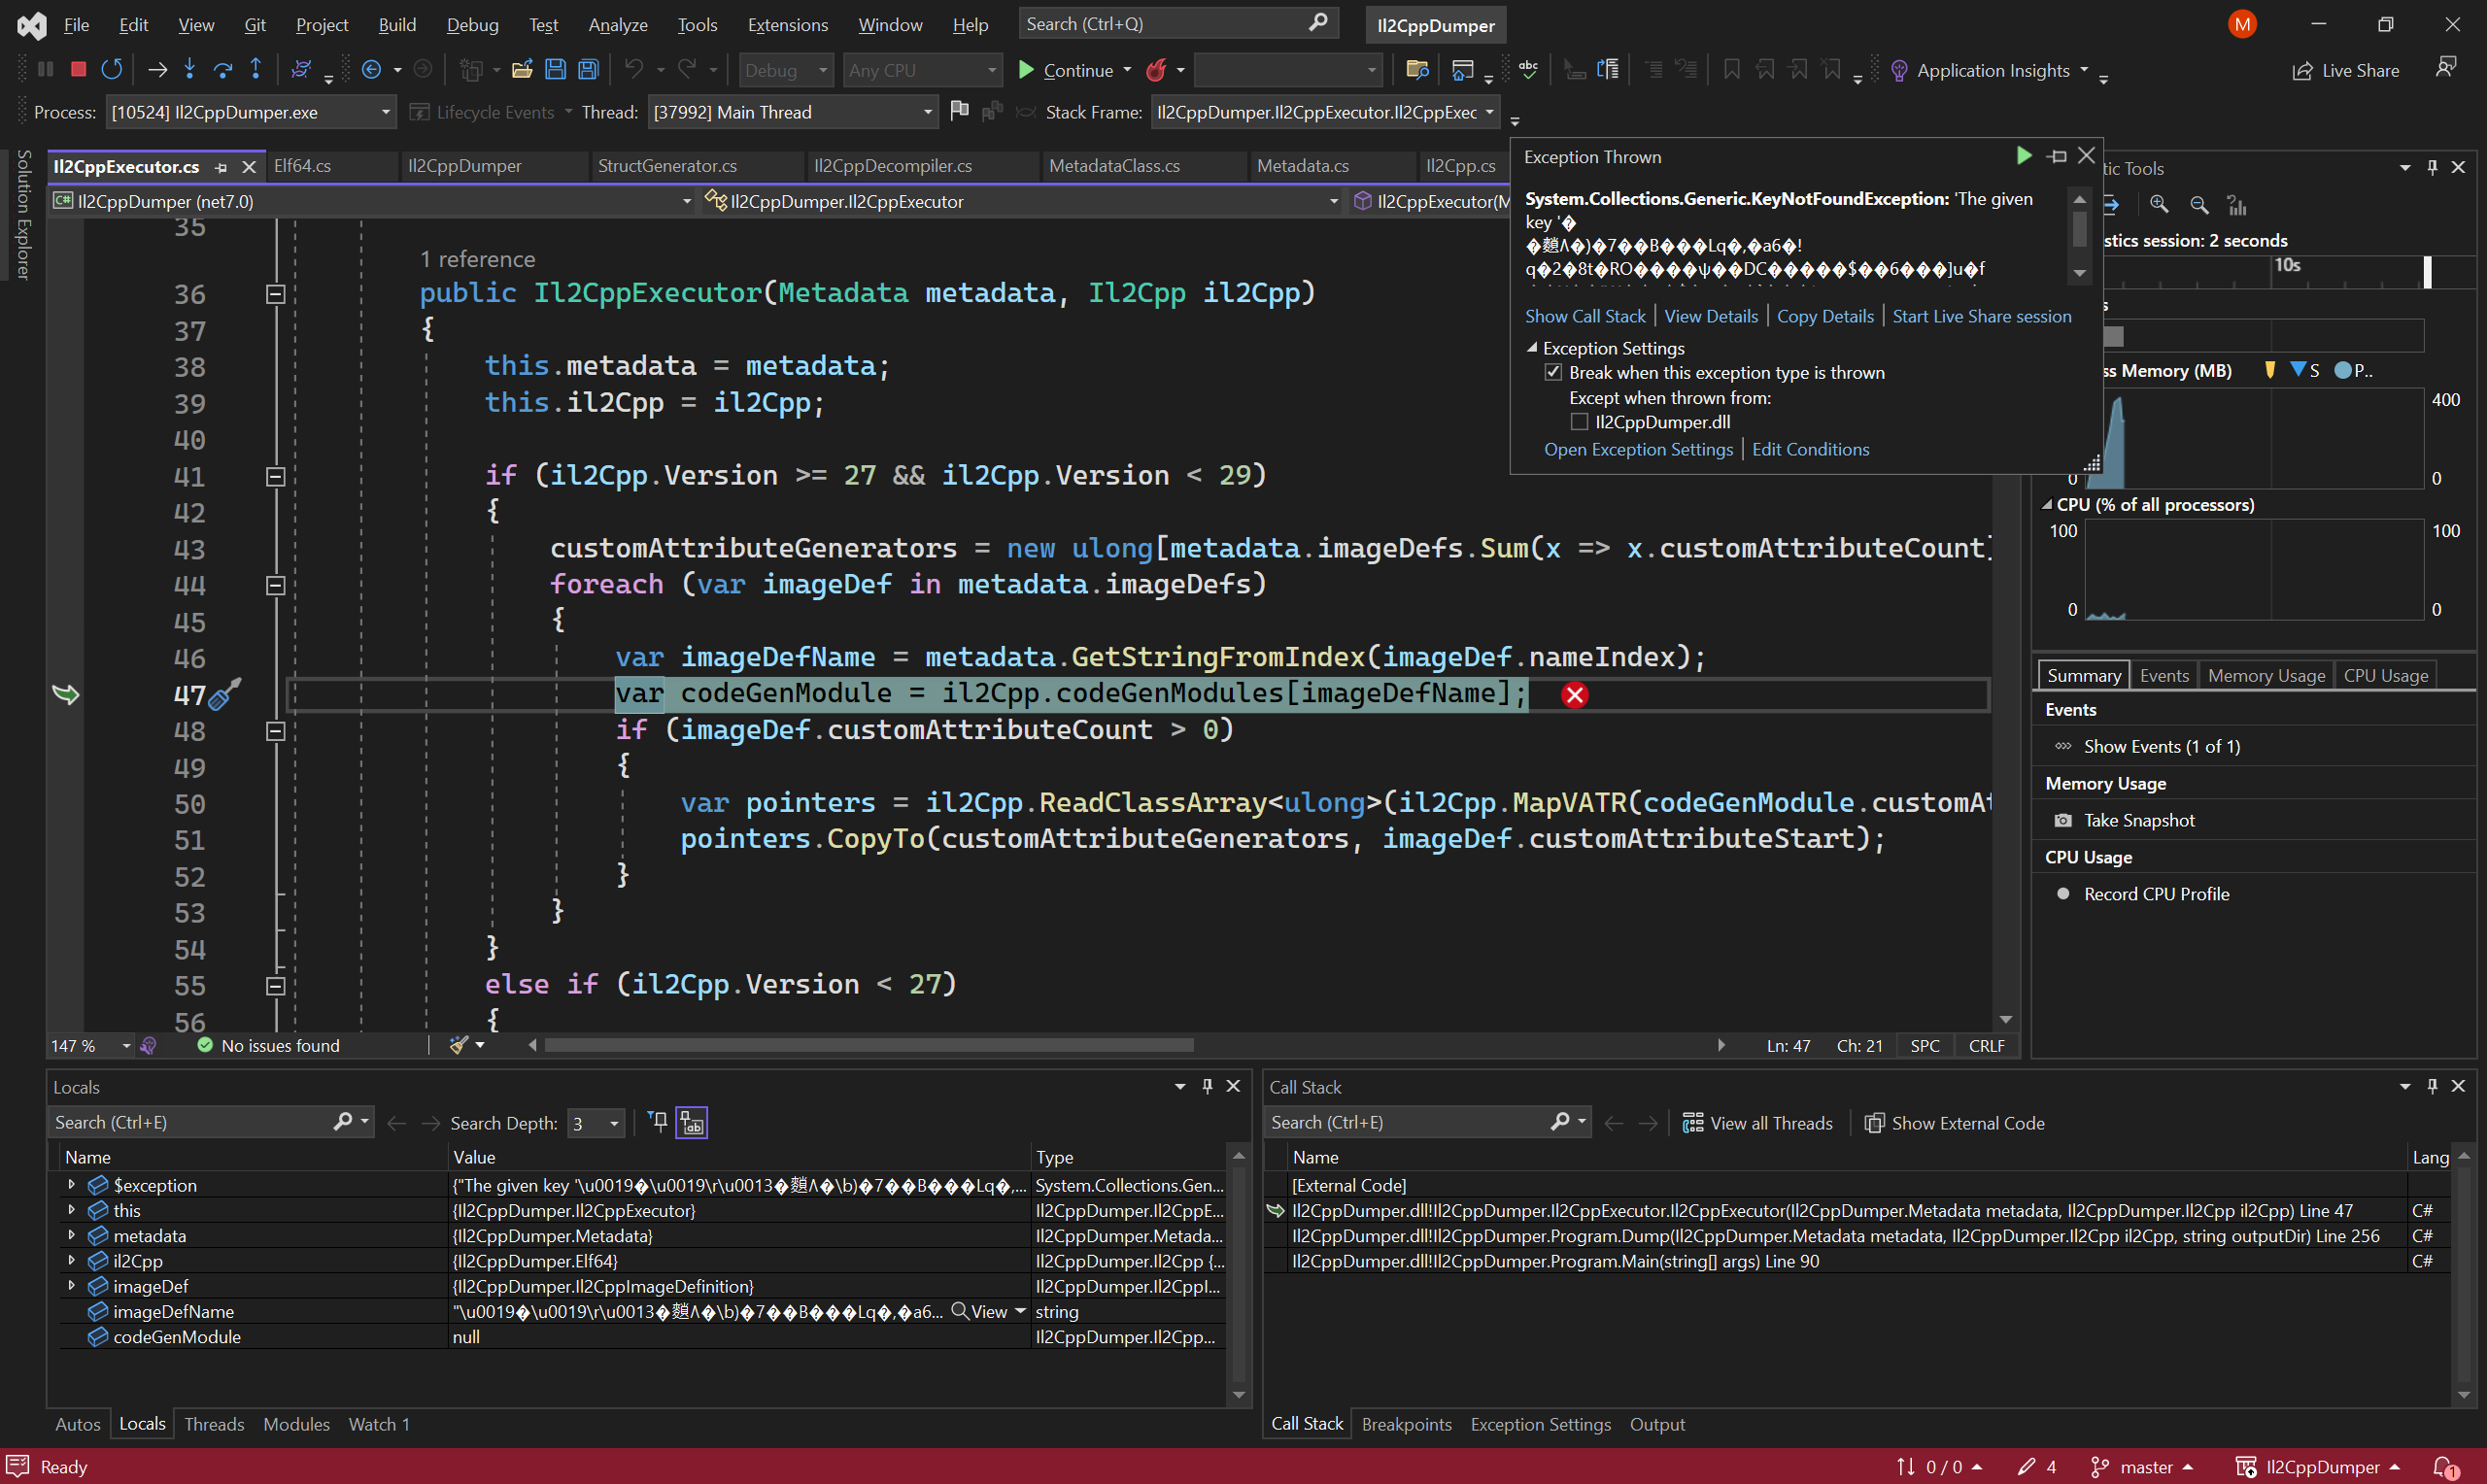 File Edit View Git Project Build Debug Test Analyze Tools Extensions Window Help Search (Ctrl+Q) Il2CppDumper M
Debug Any CPU Continue Application Insights Live Share
Process: [10524] Il2CppDumper.exe Lifecycle Events Thread: [37992] Main Thread Stack Frame: Il2CppDumper.Il2CppExecutor.Il2CppExec
Solution Explorer
Il2CppExecutor.cs Elf64.cs Il2CppDumper StructGenerator.cs Il2CppDecompiler.cs MetadataClass.cs Metadata.cs Il2Cpp.cs
Il2CppDumper (net7.0) Il2CppDumper.Il2CppExecutor Il2CppExecutor(M
35
1 reference
36 public Il2CppExecutor(Metadata metadata, Il2Cpp il2Cpp)
37 {
38 this.metadata = metadata;
39 this.il2Cpp = il2Cpp;
40
41 if (il2Cpp.Version >= 27 && il2Cpp.Version < 29)
42 {
43 customAttributeGenerators = new ulong[metadata.imageDefs.Sum(x => x.customAttributeCount)
44 foreach (var imageDef in metadata.imageDefs)
45 {
46 var imageDefName = metadata.GetStringFromIndex(imageDef.nameIndex);
47 var codeGenModule = il2Cpp.codeGenModules[imageDefName];
48 if (imageDef.customAttributeCount > 0)
49 {
50 var pointers = il2Cpp.ReadClassArray<ulong>(il2Cpp.MapVATR(codeGenModule.customAt
51 pointers.CopyTo(customAttributeGenerators, imageDef.customAttributeStart);
52 }
53 }
54 }
55 else if (il2Cpp.Version < 27)
56 {
147 % No issues found Ln: 47 Ch: 21 SPC CRLF
Exception Thrown
System.Collections.Generic.KeyNotFoundException: 'The given
key '�
Λ�)�7��B���Lq�,�a6�!
q�2�8t�RO����ψ��DC�����$��6���]u�f
Show Call Stack View Details Copy Details Start Live Share session
Exception Settings
Break when this exception type is thrown
Except when thrown from:
Il2CppDumper.dll
Open Exception Settings Edit Conditions
tic Tools
stics session: 2 seconds
10s
s
ss Memory (MB) S P..
400
0 0
CPU (% of all processors)
100 100
0 0
Summary Events Memory Usage CPU Usage
Events
Show Events (1 of 1)
Memory Usage
Take Snapshot
CPU Usage
Record CPU Profile
Locals
Search (Ctrl+E) Search Depth: 3
Name Value Type
$exception {"The given key '\u0019�\u0019\r\u0013� Λ�\b)�7��B���Lq�,... System.Collections.Gen...
this {Il2CppDumper.Il2CppExecutor} Il2CppDumper.Il2CppE...
metadata {Il2CppDumper.Metadata} Il2CppDumper.Metada...
il2Cpp {Il2CppDumper.Elf64} Il2CppDumper.Il2Cpp {...
imageDef {Il2CppDumper.Il2CppImageDefinition} Il2CppDumper.Il2CppI...
imageDefName "\u0019�\u0019\r\u0013� Λ�\b)�7��B���Lq�,�a6... View string
codeGenModule null Il2CppDumper.Il2Cpp...
Autos Locals Threads Modules Watch 1
Call Stack
Search (Ctrl+E) View all Threads Show External Code
Name Lang
[External Code]
Il2CppDumper.dll!Il2CppDumper.Il2CppExecutor.Il2CppExecutor(Il2CppDumper.Metadata metadata, Il2CppDumper.Il2Cpp il2Cpp) Line 47 C#
Il2CppDumper.dll!Il2CppDumper.Program.Dump(Il2CppDumper.Metadata metadata, Il2CppDumper.Il2Cpp il2Cpp, string outputDir) Line 256 C#
Il2CppDumper.dll!Il2CppDumper.Program.Main(string[] args) Line 90 C#
Call Stack Breakpoints Exception Settings Output
Ready 0 / 0 4 master Il2CppDumper 1